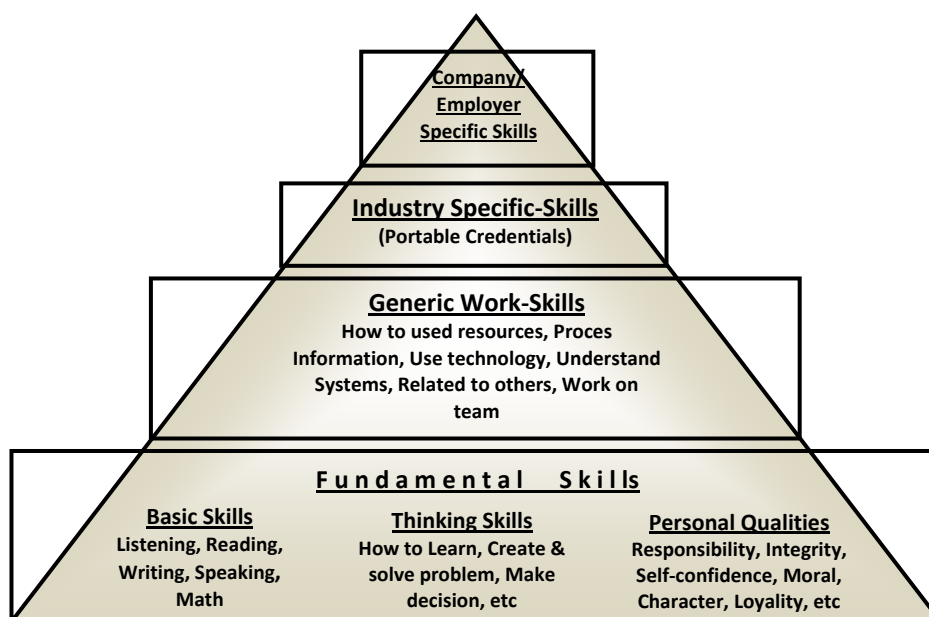 Company/
Employer
Specific Skills
Industry Specific-Skills
(Portable Credentials)
Generic Work-Skills
How to used resources, Proces
Information, Use technology, Understand
Systems, Related to others, Work on
team
Fundamental Skills
Basic Skills
Listening, Reading,
Writing, Speaking,
Math
Thinking Skills
How to Learn, Create &
solve problem, Make
decision, etc
Personal Qualities
Responsibility, Integrity,
Self-confidence, Moral,
Character, Loyality, etc